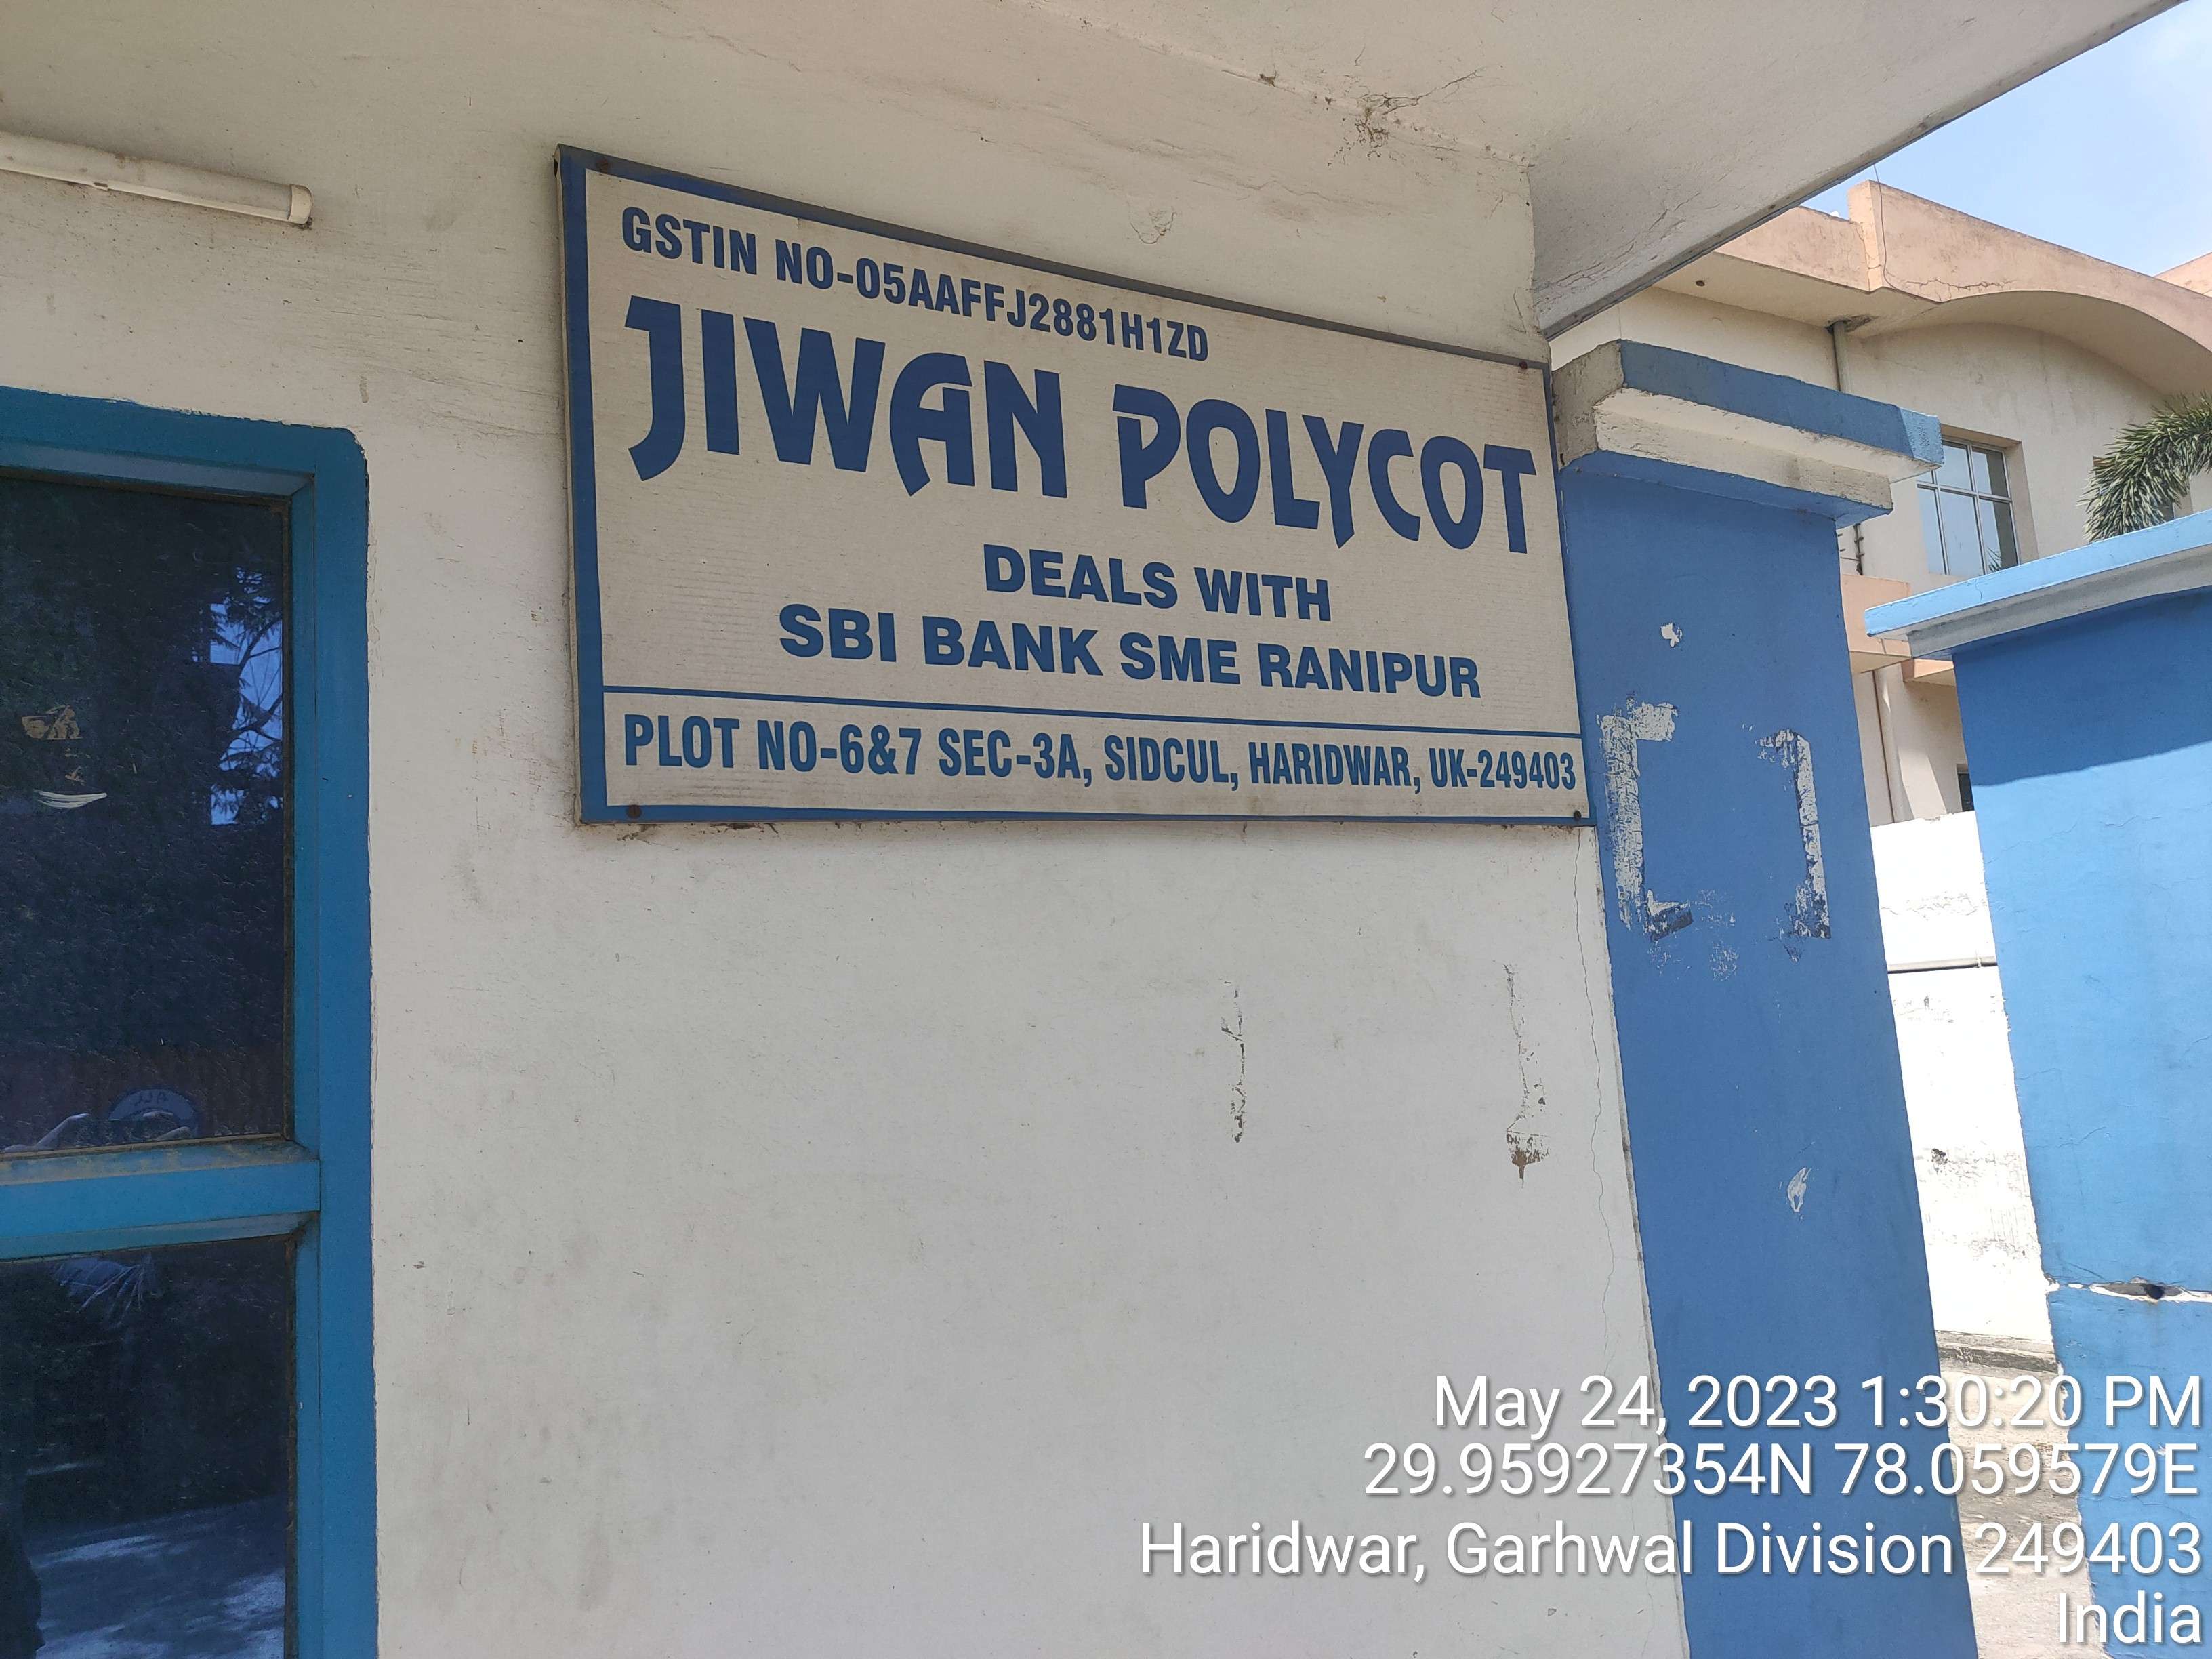 GSTIN NO-05AAFFJ2881H1ZD
JIWAN POLYCOT
DEALS WITH
SBI BANK SME RANIPUR
PLOT NO-6&7 SEC-3A, SIDCUL, HARIDWAR, UK-249403
May 24, 2023 1:30:20 PM
29.95927354N 78.059579E
Haridwar, Garhwal Division 249403
India